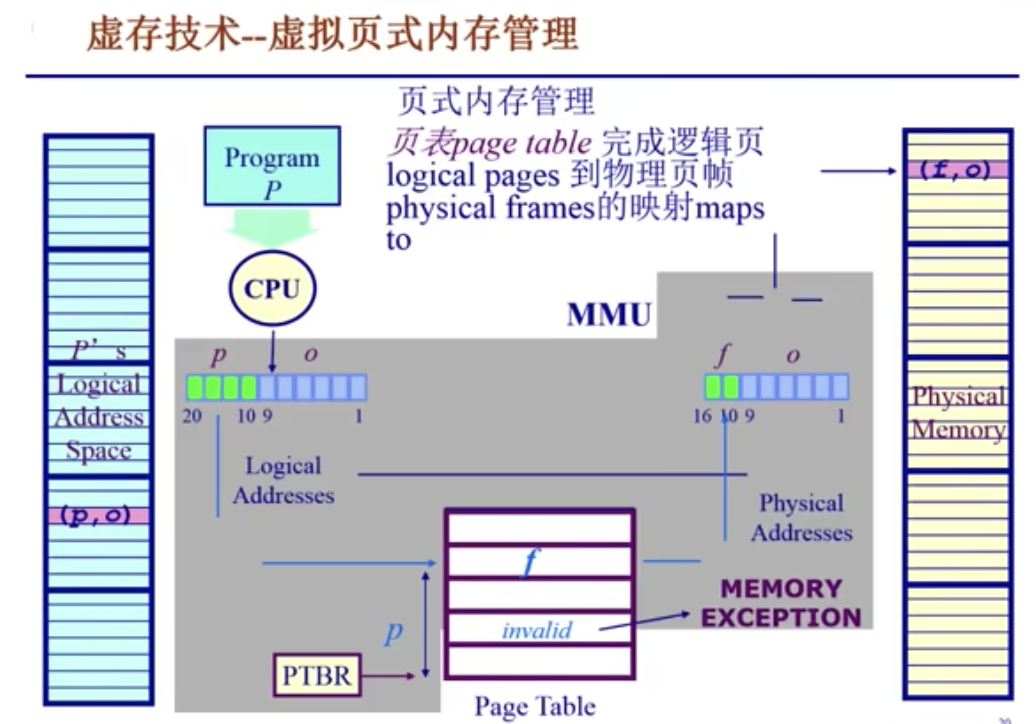 虚存技术--虚拟页式内存管理
页式内存管理
页表page table 完成逻辑页
logical pages 到物理页帧
physical frames的映射maps
to
Program
P
CPU
MMU
(f,o)
P’s
Logical
Address
Space
(p,o)
p o
20 10 9 1
Logical
Addresses
f o
16 10 9 1
Physical
Addresses
Physical
Memory
f
p
invalid
MEMORY
EXCEPTION
PTBR
Page Table
20